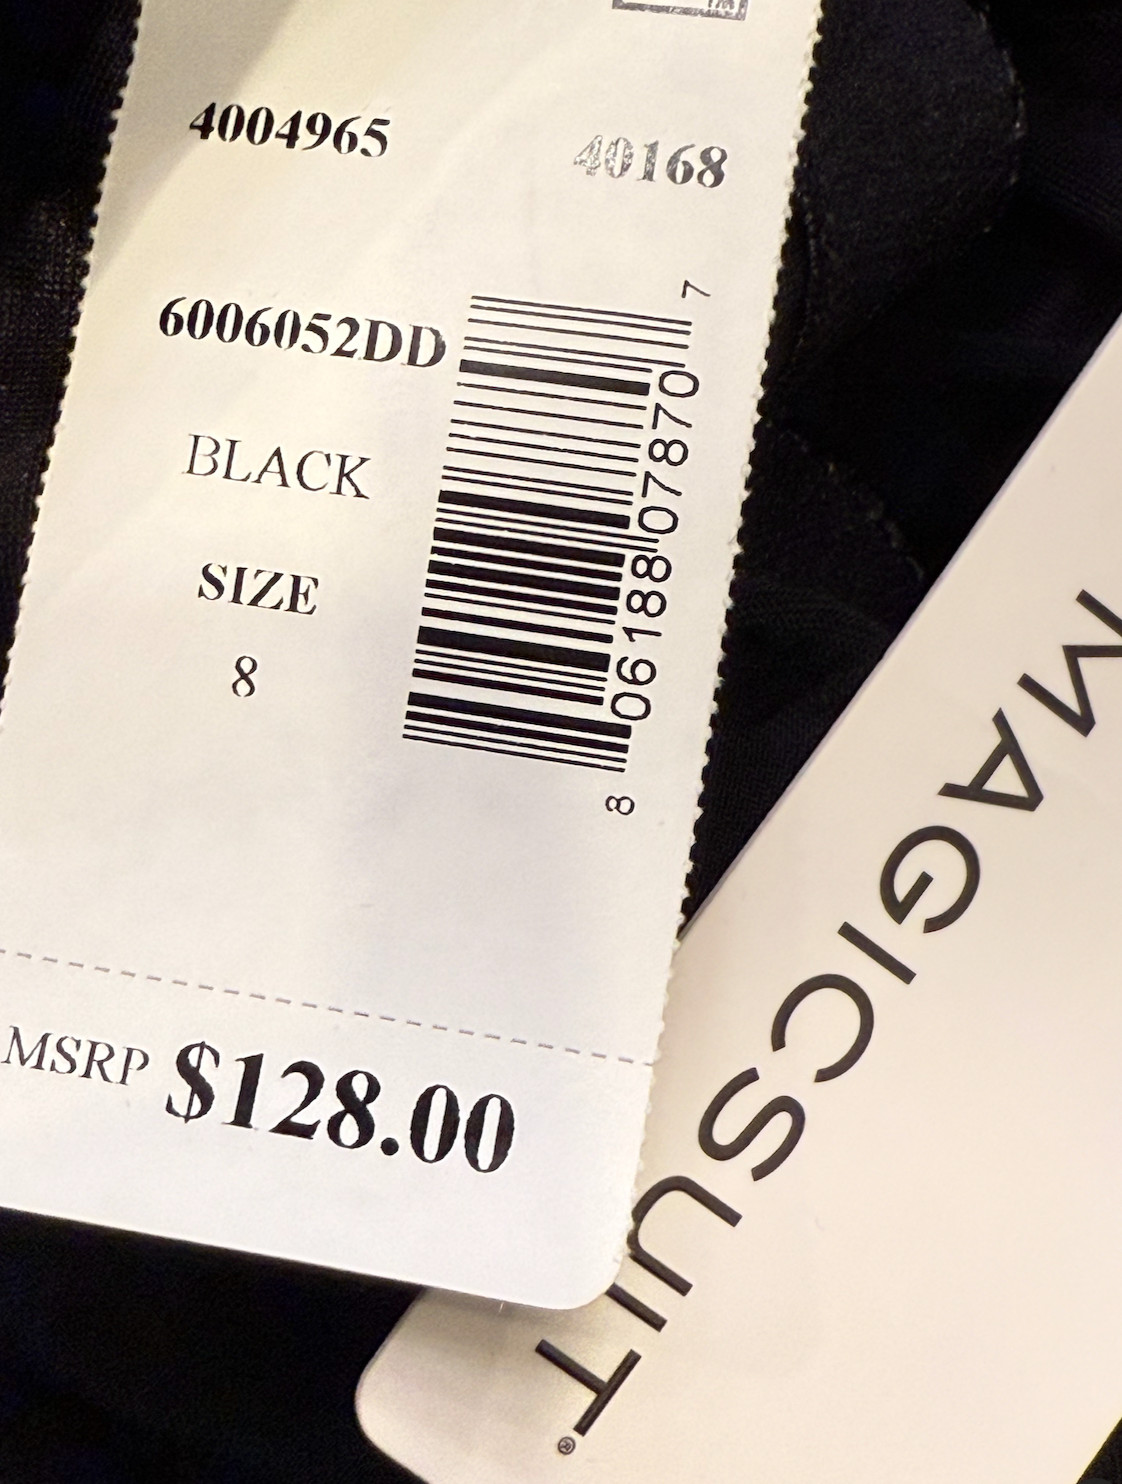 4004965
40168
6006052DD
BLACK
SIZE
8
8 06188 07870 7
MSRP $128.00
MAGICSUIT®